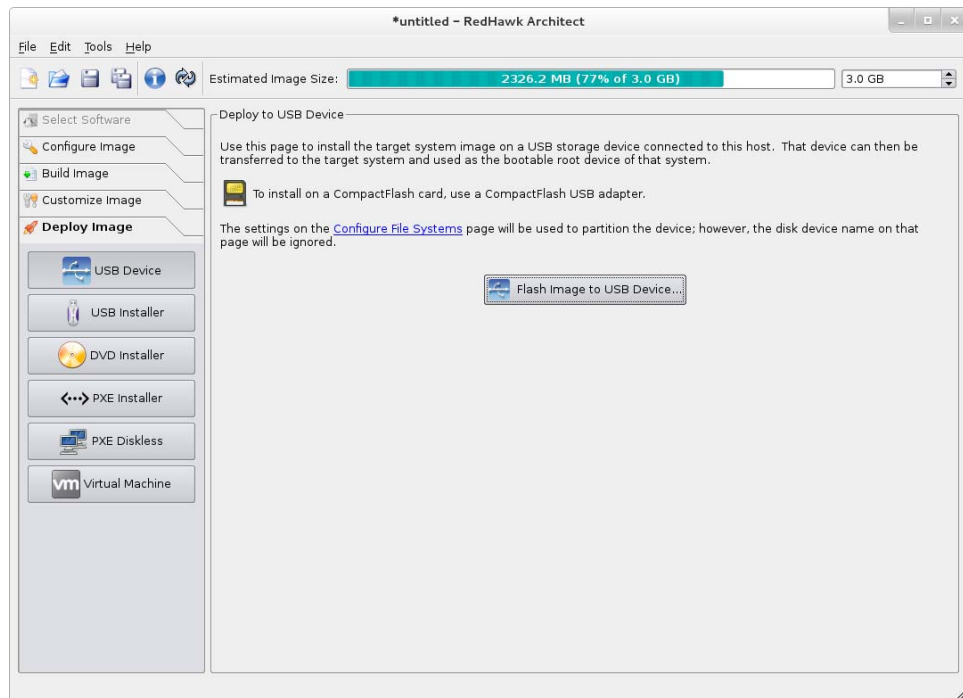 *untitled – RedHawk Architect
File Edit Tools Help
Estimated Image Size: 2326.2 MB (77% of 3.0 GB) 3.0 GB
Select Software
Configure Image
Build Image
Customize Image
Deploy Image
USB Device
USB Installer
DVD Installer
PXE Installer
PXE Diskless
vm Virtual Machine
Deploy to USB Device
Use this page to install the target system image on a USB storage device connected to this host. That device can then be
transferred to the target system and used as the bootable root device of that system.
To install on a CompactFlash card, use a CompactFlash USB adapter.
The settings on the Configure File Systems page will be used to partition the device; however, the disk device name on that
page will be ignored.
Flash Image to USB Device...